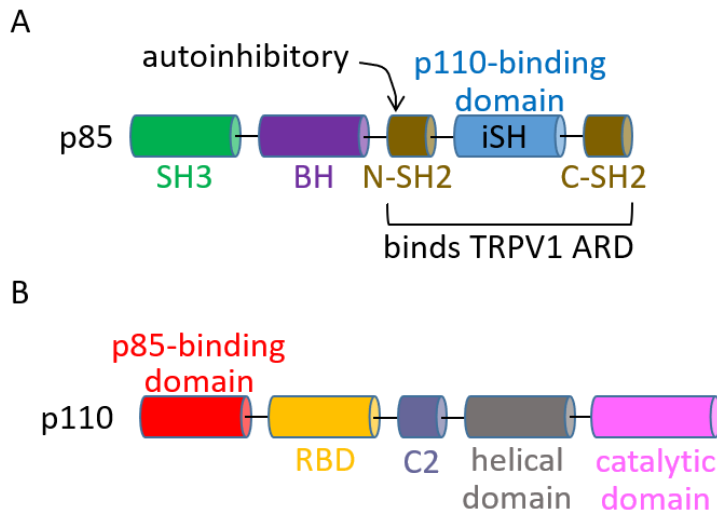 A
autoinhibitory
p110-binding
domain
p85
iSH
SH3
BH
N-SH2
C-SH2
binds TRPV1 ARD
B
p85-binding
domain
p110
RBD
C2
helical
domain
catalytic
domain